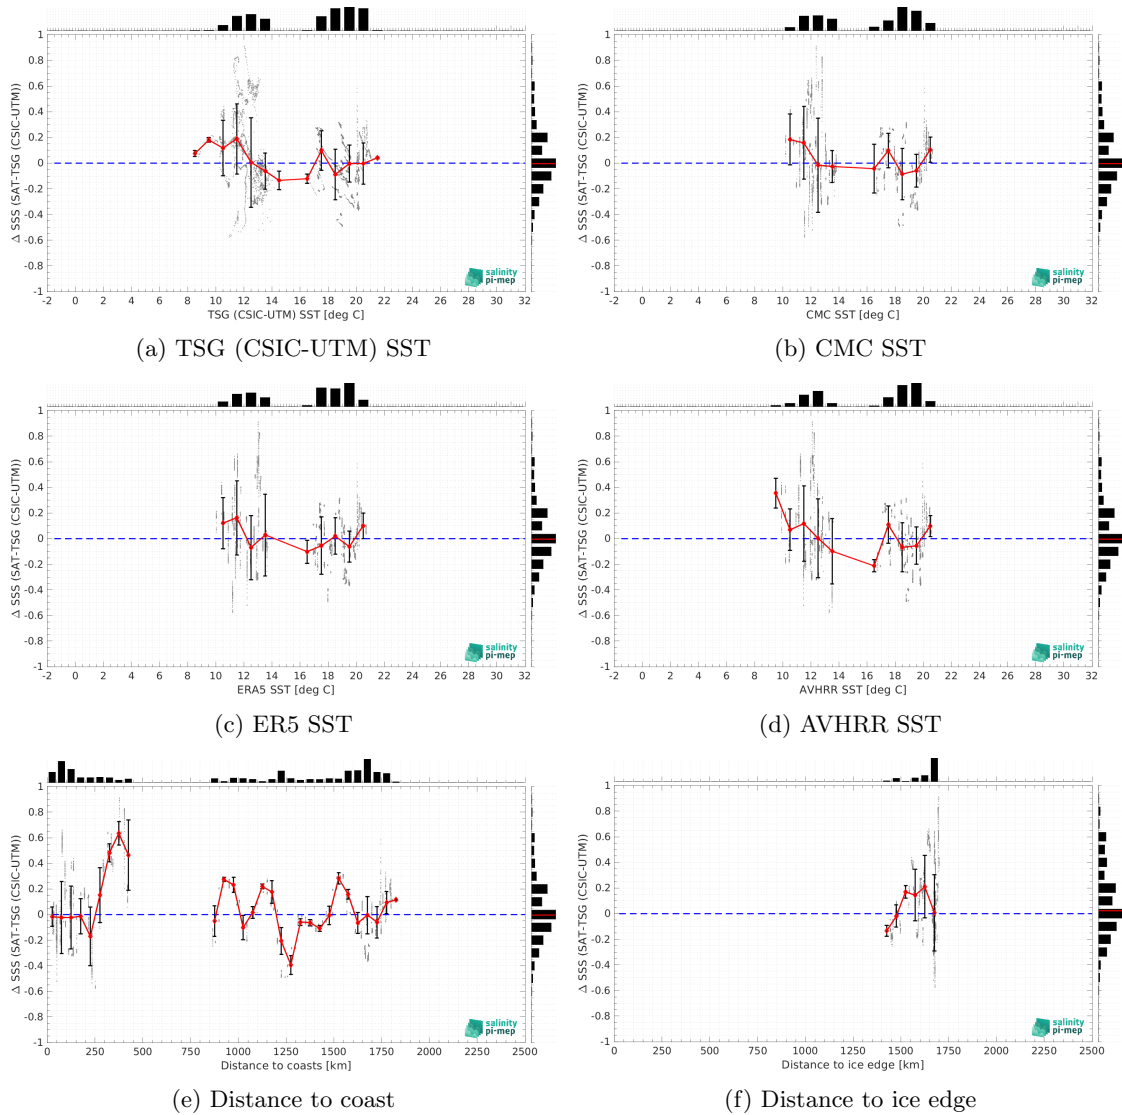 1
0.8
0.6
0.4
0.2
0
-0.2
-0.4
-0.6
-0.8
-1
Δ SSS (SAT-TSG (CSIC-UTM))
salinity
pi-mep
-2 0 2 4 6 8 10 12 14 16 18 20 22 24 26 28 30 32
TSG (CSIC-UTM) SST [deg C]
(a) TSG (CSIC-UTM) SST
1
0.8
0.6
0.4
0.2
0
-0.2
-0.4
-0.6
-0.8
-1
Δ SSS (SAT-TSG (CSIC-UTM))
salinity
pi-mep
-2 0 2 4 6 8 10 12 14 16 18 20 22 24 26 28 30 32
CMC SST [deg C]
(b) CMC SST
1
0.8
0.6
0.4
0.2
0
-0.2
-0.4
-0.6
-0.8
-1
Δ SSS (SAT-TSG (CSIC-UTM))
salinity
pi-mep
-2 0 2 4 6 8 10 12 14 16 18 20 22 24 26 28 30 32
ERA5 SST [deg C]
(c) ER5 SST
1
0.8
0.6
0.4
0.2
0
-0.2
-0.4
-0.6
-0.8
-1
Δ SSS (SAT-TSG (CSIC-UTM))
salinity
pi-mep
-2 0 2 4 6 8 10 12 14 16 18 20 22 24 26 28 30 32
AVHRR SST [deg C]
(d) AVHRR SST
1
0.8
0.6
0.4
0.2
0
-0.2
-0.4
-0.6
-0.8
-1
Δ SSS (SAT-TSG (CSIC-UTM))
salinity
pi-mep
0 250 500 750 1000 1250 1500 1750 2000 2250 2500
Distance to coasts [km]
(e) Distance to coast
1
0.8
0.6
0.4
0.2
0
-0.2
-0.4
-0.6
-0.8
-1
Δ SSS (SAT-TSG (CSIC-UTM))
salinity
pi-mep
0 250 500 750 1000 1250 1500 1750 2000 2250 2500
Distance to ice edge [km]
(f) Distance to ice edge